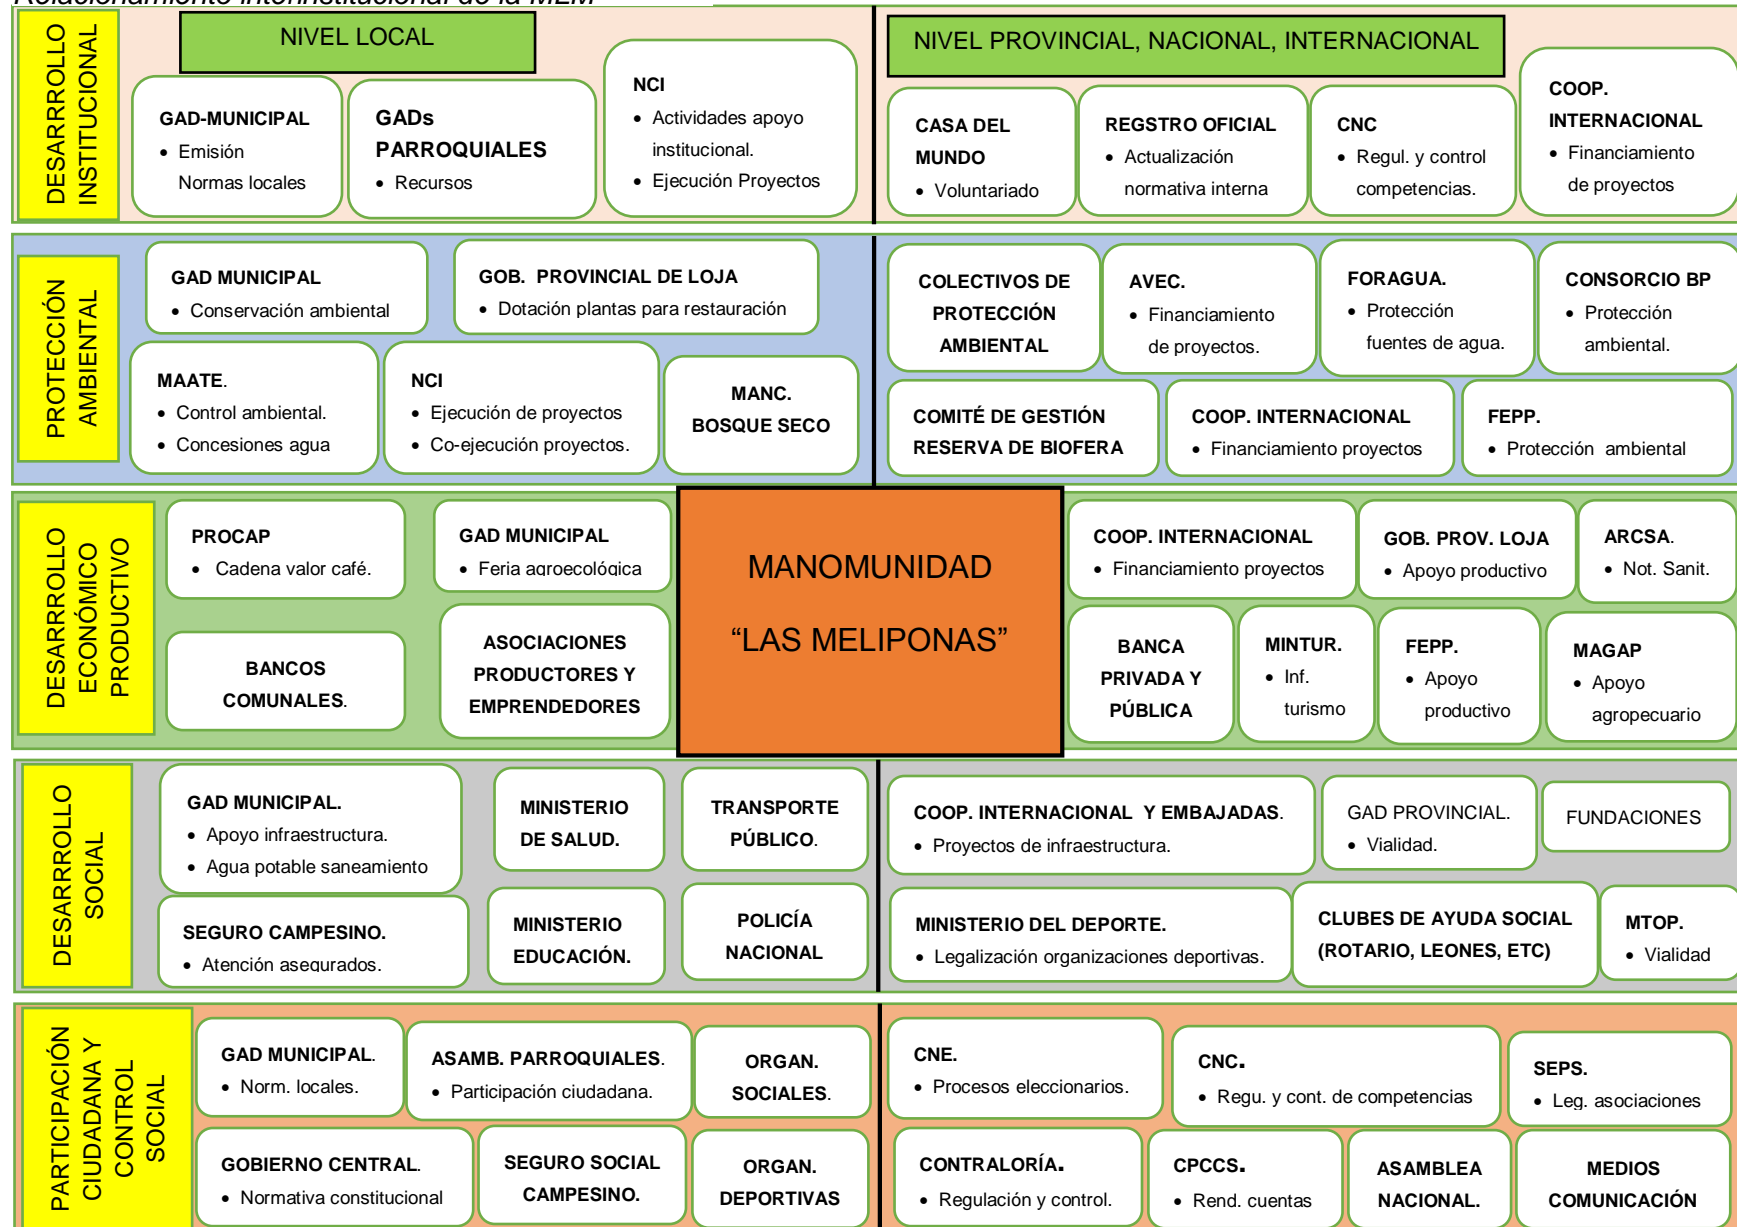 Relacionamiento interinstitucional de la MLM
DESARRROLLO
INSTITUCIONAL
NIVEL LOCAL
GAD-MUNICIPAL
• Emisión
Normas locales
GADs
PARROQUIALES
• Recursos
NCI
• Actividades apoyo
institucional.
• Ejecución Proyectos
NIVEL PROVINCIAL, NACIONAL, INTERNACIONAL
CASA DEL
MUNDO
• Voluntariado
REGSTRO OFICIAL
• Actualización
normativa interna
CNC
• Regul. y control
competencias.
COOP.
INTERNACIONAL
• Financiamiento
de proyectos
PROTECCIÓN
AMBIENTAL
GAD MUNICIPAL
• Conservación ambiental
GOB. PROVINCIAL DE LOJA
• Dotación plantas para restauración
MAATE.
• Control ambiental.
• Concesiones agua
NCI
• Ejecución de proyectos
• Co-ejecución proyectos.
MANC.
BOSQUE SECO
COLECTIVOS DE
PROTECCIÓN
AMBIENTAL
AVEC.
• Financiamiento
de proyectos.
FORAGUA.
• Protección
fuentes de agua.
CONSORCIO BP
• Protección
ambiental.
COMITÉ DE GESTIÓN
RESERVA DE BIOFERA
COOP. INTERNACIONAL
• Financiamiento proyectos
FEPP.
• Protección ambiental
DESARRROLLO
ECONÓMICO
PRODUCTIVO
PROCAP
• Cadena valor café.
GAD MUNICIPAL
• Feria agroecológica
BANCOS
COMUNALES.
ASOCIACIONES
PRODUCTORES Y
EMPRENDEDORES
MANOMUNIDAD
“LAS MELIPONAS”
COOP. INTERNACIONAL
• Financiamiento proyectos
GOB. PROV. LOJA
• Apoyo productivo
ARCSA.
• Not. Sanit.
BANCA
PRIVADA Y
PÚBLICA
MINTUR.
• Inf.
turismo
FEPP.
• Apoyo
productivo
MAGAP
• Apoyo
agropecuario
DESARRROLLO
SOCIAL
GAD MUNICIPAL.
• Apoyo infraestructura.
• Agua potable saneamiento
MINISTERIO
DE SALUD.
TRANSPORTE
PÚBLICO.
SEGURO CAMPESINO.
• Atención asegurados.
MINISTERIO
EDUCACIÓN.
POLICÍA
NACIONAL
COOP. INTERNACIONAL Y EMBAJADAS.
• Proyectos de infraestructura.
GAD PROVINCIAL.
• Vialidad.
FUNDACIONES
MINISTERIO DEL DEPORTE.
• Legalización organizaciones deportivas.
CLUBES DE AYUDA SOCIAL
(ROTARIO, LEONES, ETC)
MTOP.
• Vialidad
PARTICIPACIÓN
CIUDADANA Y
CONTROL
SOCIAL
GAD MUNICIPAL.
• Norm. locales.
ASAMB. PARROQUIALES.
• Participación ciudadana.
ORGAN.
SOCIALES.
GOBIERNO CENTRAL.
• Normativa constitucional
SEGURO SOCIAL
CAMPESINO.
ORGAN.
DEPORTIVAS
CNE.
• Procesos eleccionarios.
CNC.
• Regu. y cont. de competencias
SEPS.
• Leg. asociaciones
CONTRALORÍA.
• Regulación y control.
CPCCS.
• Rend. cuentas
ASAMBLEA
NACIONAL.
MEDIOS
COMUNICACIÓN